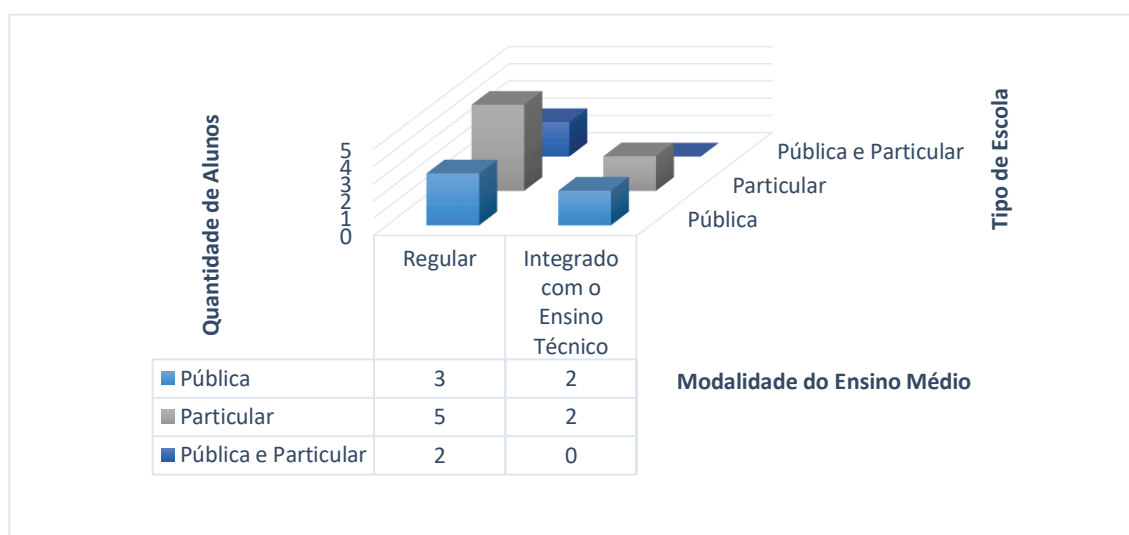 Quantidade de Alunos
5
4
3
2
1
0
Pública e Particular
Particular
Pública
Tipo de Escola
Regular
Integrado
com o
Ensino
Técnico
Pública 3 2
Particular 5 2
Pública e Particular 2 0
Modalidade do Ensino Médio